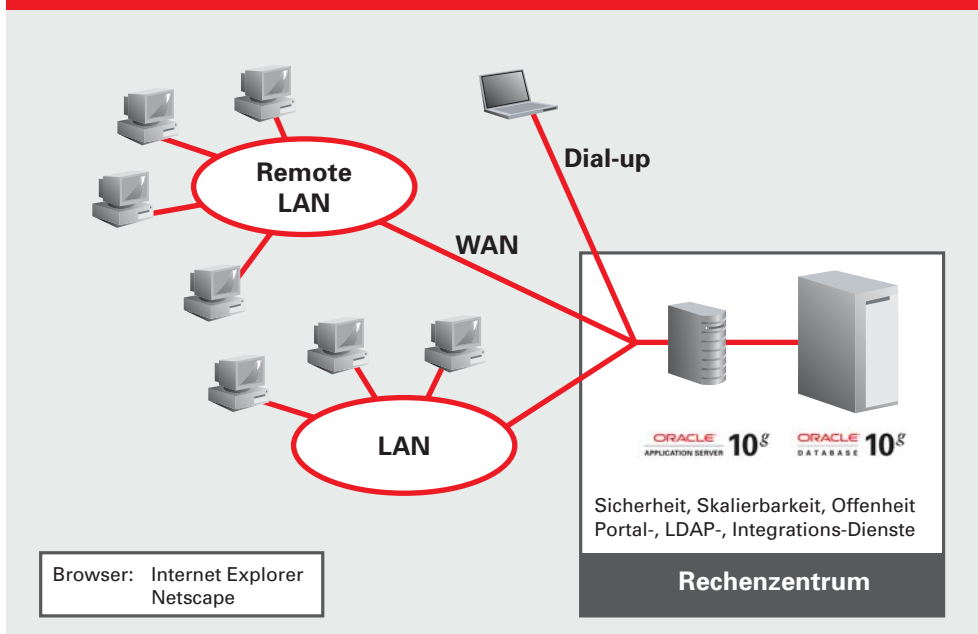 Remote
LAN
Dial-up
WAN
LAN
ORACLE
APPLICATION SERVER 10g
ORACLE
DATABASE 10g
Sicherheit, Skalierbarkeit, Offenheit
Portal-, LDAP-, Integrations-Dienste
Rechenzentrum
Browser: Internet Explorer
Netscape